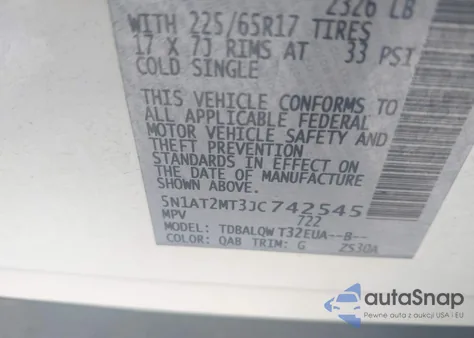 2326 LB
WITH 225/65R17 TIRES
17 X 7J RIMS AT 33 PSI
COLD SINGLE
THIS VEHICLE CONFORMS TO
ALL APPLICABLE FEDERAL
MOTOR VEHICLE SAFETY AND
THEFT PREVENTION
STANDARDS IN EFFECT ON THE
DATE OF MANUFACTURE
SHOWN ABOVE.
5N1AT2MT3JC742545
MPV 722
MODEL: TDBALQW T32EUA--B--
COLOR: QAB TRIM: G 2530A
autoSnap
Pewne auta z aukcji USA i EU